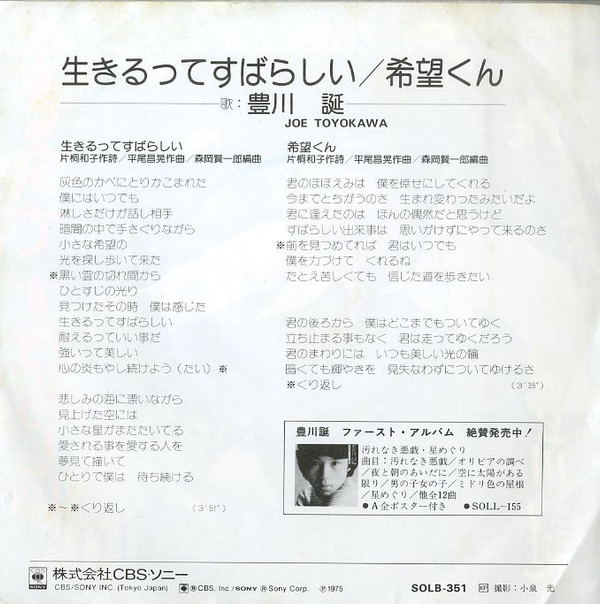 生きるってすばらしい／希望くん
歌：豊川 誕
JOE TOYOKAWA
生きるってすばらしい
片桐和子作詩／平尾昌晃作曲／森岡賢一郎編曲
灰色のかべにとりかこまれた
僕にはいつでも
淋しさだけが話し相手
暗闇の中で手さぐりながら
小さな希望の
光を探し歩いて来た
※黒い雲の切れ間から
ひとすじの光り
見つけたその時 僕は感じた
生きるってすばらしい
耐えるっていい事だ
強いって美しい
心の炎もやし続けよう（たい）※
悲しみの海に漂いながら
見上げた空には
小さな星がまたたいてる
愛される事を愛する人を
夢見て描いて
ひとりで僕は 待ち続ける
※～※くり返し （3′51″）
希望くん
片桐和子作詩／平尾昌晃作曲／森岡賢一郎編曲
君のほほえみは 僕を倖せにしてくれる
今までとちがうのさ 生まれ変わったみたいだよ
君に逢えたのは ほんの偶然だと思うけど
すばらしい出来事は 思いがけずにやって来るのさ
※前を見つめてれば 君はいつでも
僕を力づけて くれるね
たとえ苦しくても 信じた道を歩きたい
君の後ろから 僕はどこまでもついてゆく
立ち止まる事もなく 君は走ってゆくだろう
君のまわりには いつも美しい光の輪
暗くても輝やきを 見失なわずについてゆけるさ
※くり返し （3′35″）
豊川誕 ファースト・アルバム 絶賛発売中！
汚れなき悪戯・星めぐり
曲目：汚れなき悪戯／オリビアの調べ
／夜と朝のあいだに／空に太陽がある
限り／男の子女の子／ミドリ色の屋根
／星めぐり／他全12曲
●A全ポスター付き ●SOLL-155
CBS SONY 株式会社CBS・ソニー
CBS/SONY INC. (Tokyo Japan) ®CBS, Inc./SONY ®Sony Corp. Ⓟ1975 SOLB-351 撮影：小泉 光